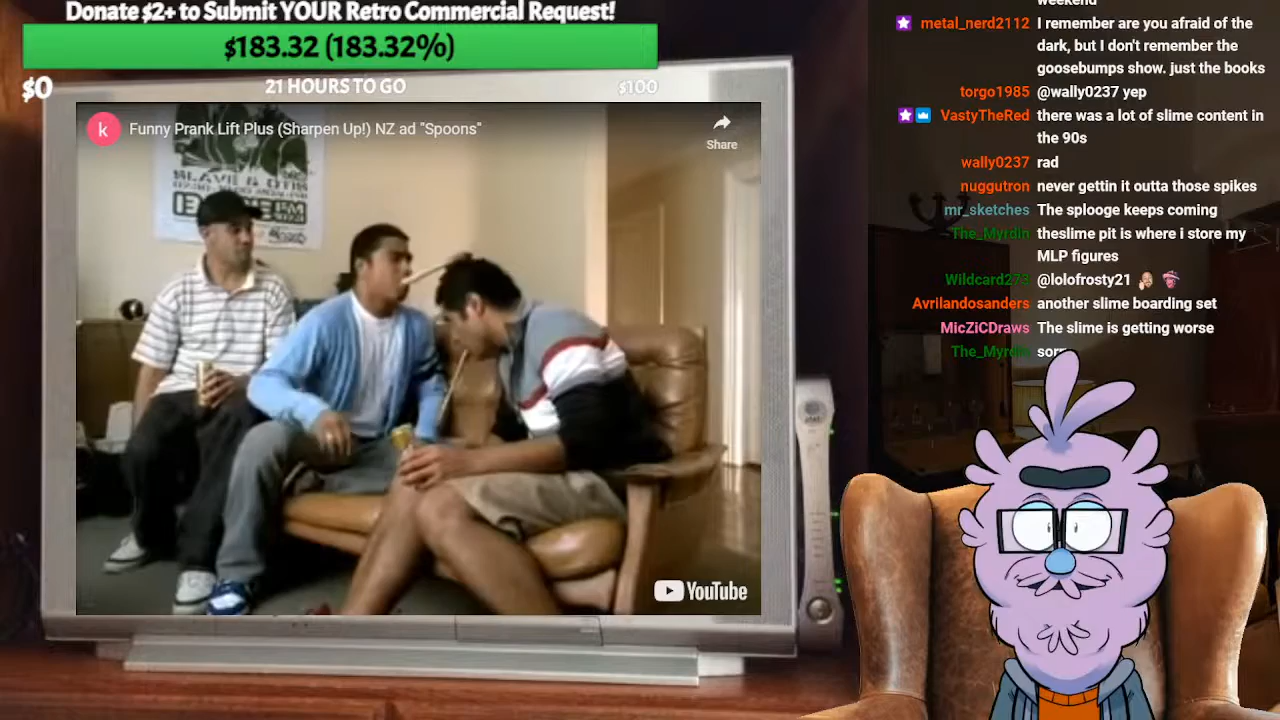 Donate $2+ to Submit YOUR Retro Commercial Request!
$183.32 (183.32%)
$0
21 HOURS TO GO
$100
k
Funny Prank Lift Plus (Sharpen Up!) NZ ad "Spoons"
Share
YouTube
weekend
metal_nerd2112 I remember are you afraid of the
dark, but I don't remember the
goosebumps show. just the books
torgo1985 @wally0237 yep
VastyTheRed there was a lot of slime content in
the 90s
wally0237 rad
nuggutron never gettin it outta those spikes
mr_sketches The splooge keeps coming
The_Myrdin theslime pit is where i store my
MLP figures
Wildcard273 @lolofrosty21
Avrilandosanders another slime boarding set
MicZiCDraws The slime is getting worse
The_Myrdin